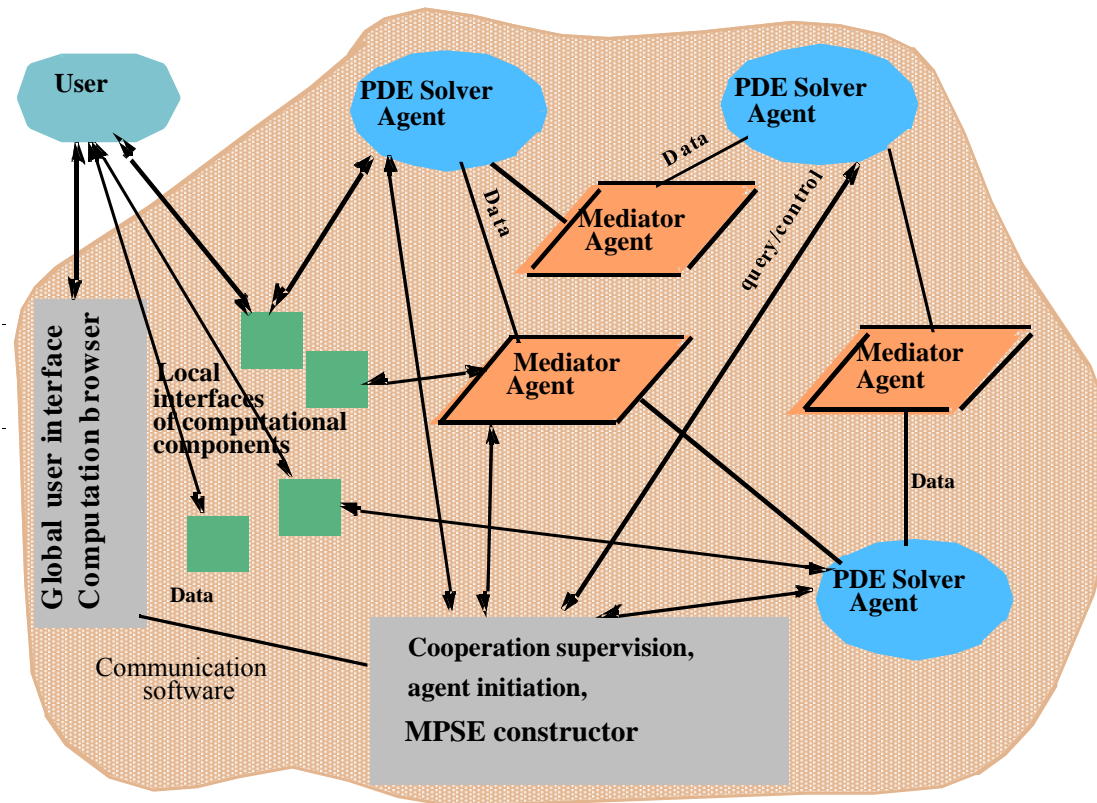 User
PDE Solver
Agent
PDE Solver
Agent
Data
Data
Mediator
Agent
query/control
Global user interface
Computation browser
Local
interfaces
of computational
components
Mediator
Agent
Mediator
Agent
Data
Data
PDE Solver
Agent
Communication
software
Cooperation supervision,
agent initiation,
MPSE constructor